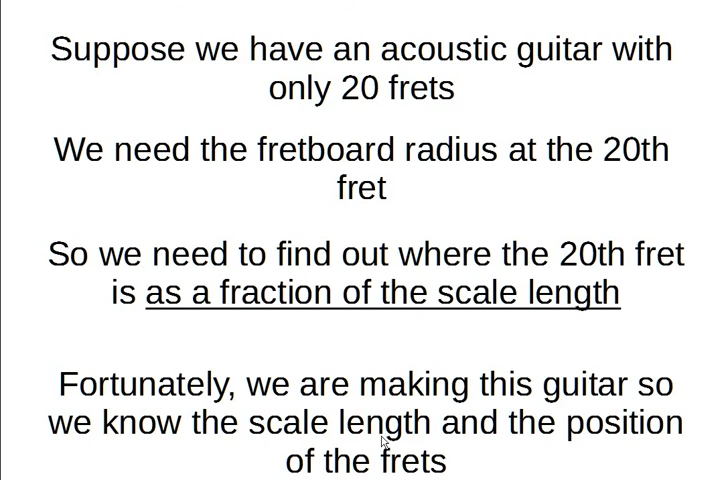 Suppose we have an acoustic guitar with
only 20 frets
We need the fretboard radius at the 20th
fret
So we need to find out where the 20th fret
is as a fraction of the scale length
Fortunately, we are making this guitar so
we know the scale length and the position
of the frets